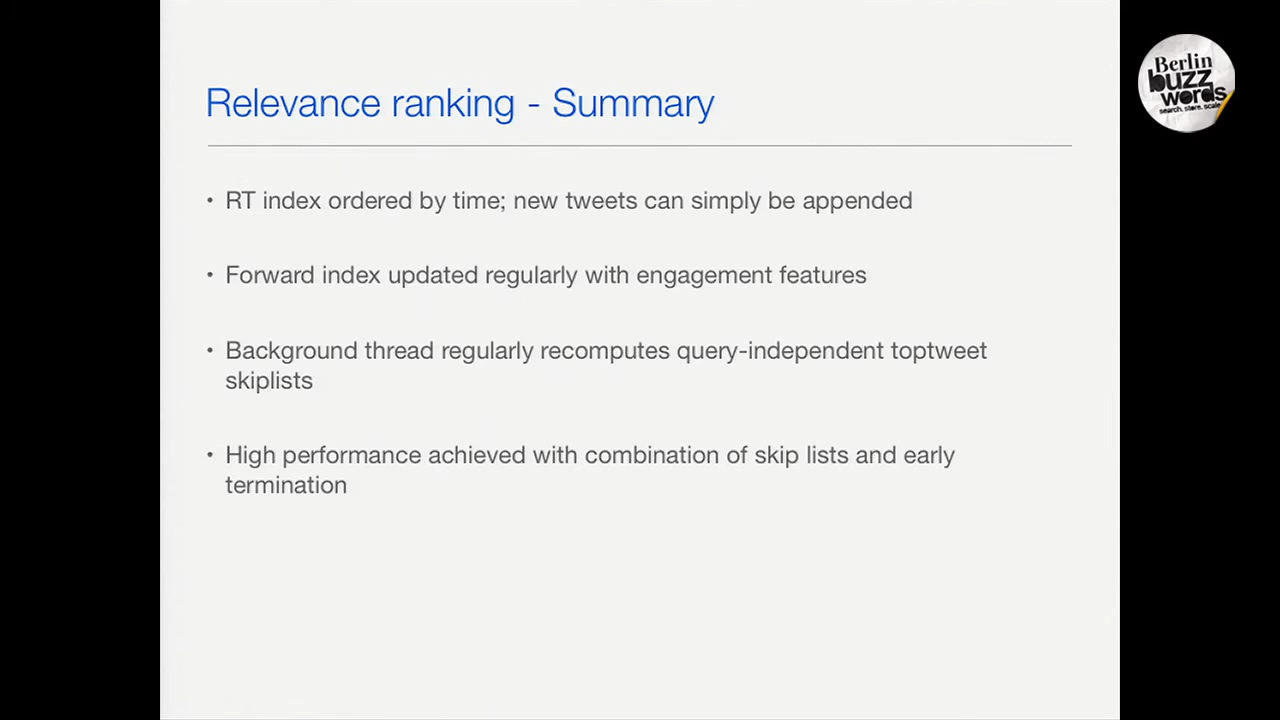 Relevance ranking - Summary
• RT index ordered by time; new tweets can simply be appended
• Forward index updated regularly with engagement features
• Background thread regularly recomputes query-independent toptweet
skiplists
• High performance achieved with combination of skip lists and early
termination
Berlin
buzz
words
search. store. scale.